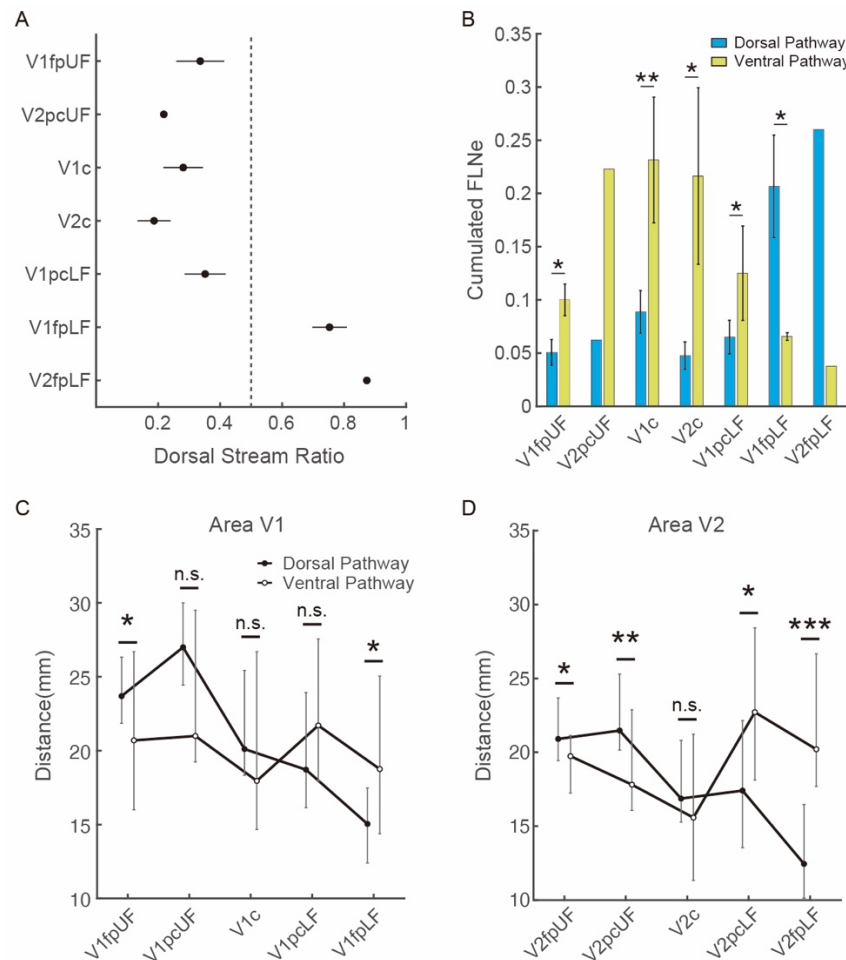 A
V1fpUF
V2pcUF
V1c
V2c
V1pcLF
V1fpLF
V2fpLF
0.2 0.4 0.6 0.8 1
Dorsal Stream Ratio
B
Dorsal Pathway
Ventral Pathway
0.35
0.3
0.25
0.2
0.15
0.1
0.05
0
Cumulated FLNe
* ** * * *
V1fpUF V2pcUF V1c V2c V1pcLF V1fpLF V2fpLF
C
Area V1
Dorsal Pathway
Ventral Pathway
35
30
25
20
15
10
Distance(mm)
* n.s. n.s. n.s. *
V1fpUF V1pcUF V1c V1pcLF V1fpLF
D
Area V2
35
30
25
20
15
10
Distance(mm)
* ** n.s. * ***
V2fpUF V2pcUF V2c V2pcLF V2fpLF